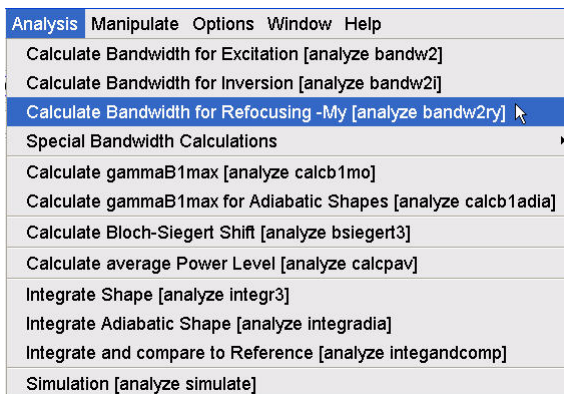 Analysis Manipulate Options Window Help
Calculate Bandwidth for Excitation [analyze bandw2]
Calculate Bandwidth for Inversion [analyze bandw2i]
Calculate Bandwidth for Refocusing -My [analyze bandw2ry]
Special Bandwidth Calculations
Calculate gammaB1max [analyze calcb1mo]
Calculate gammaB1max for Adiabatic Shapes [analyze calcb1adia]
Calculate Bloch-Siegert Shift [analyze bsiegert3]
Calculate average Power Level [analyze calcpav]
Integrate Shape [analyze integr3]
Integrate Adiabatic Shape [analyze integradia]
Integrate and compare to Reference [analyze integandcomp]
Simulation [analyze simulate]